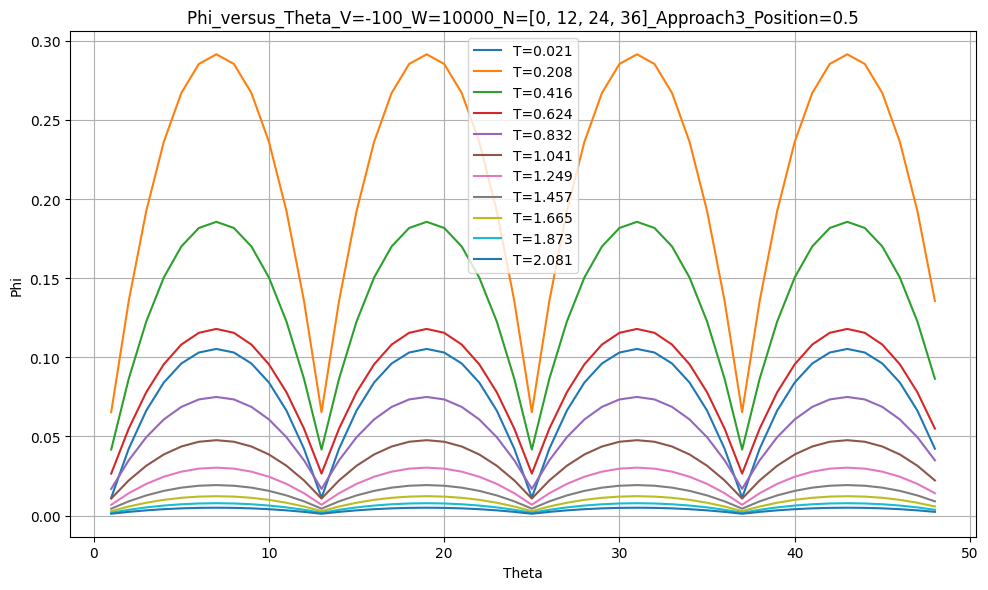 Phi_versus_Theta_V=-100_W=10000_N=[0, 12, 24, 36]_Approach3_Position=0.5
0.30
0.25
0.20
0.15
0.10
0.05
0.00
Phi
T=0.021
T=0.208
T=0.416
T=0.624
T=0.832
T=1.041
T=1.249
T=1.457
T=1.665
T=1.873
T=2.081
0
10
20
30
40
50
Theta